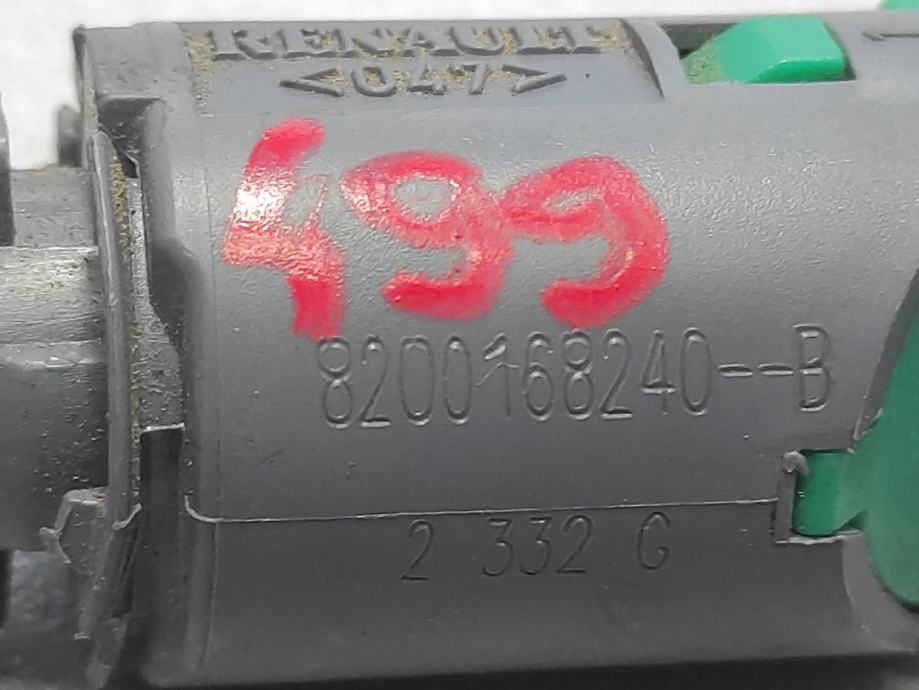 RENAULT
<047>
499
8200168240--B
2 332 G